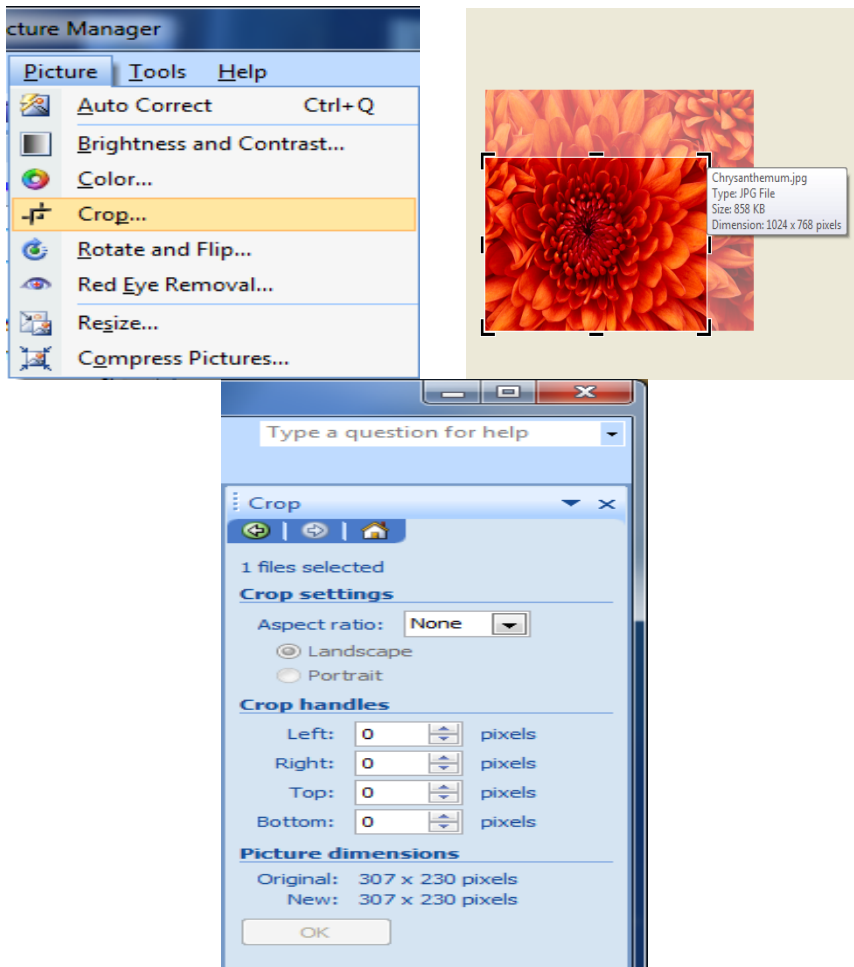 cture Manager
Picture Tools Help
Auto Correct Ctrl+Q
Brightness and Contrast...
Color...
Crop...
Rotate and Flip...
Red Eye Removal...
Resize...
Compress Pictures...
Chrysanthemum.jpg
Type: JPG File
Size: 858 KB
Dimension: 1024 x 768 pixels
Type a question for help
Crop
1 files selected
Crop settings
Aspect ratio: None
Landscape
Portrait
Crop handles
Left: 0 pixels
Right: 0 pixels
Top: 0 pixels
Bottom: 0 pixels
Picture dimensions
Original: 307 x 230 pixels
New: 307 x 230 pixels
OK